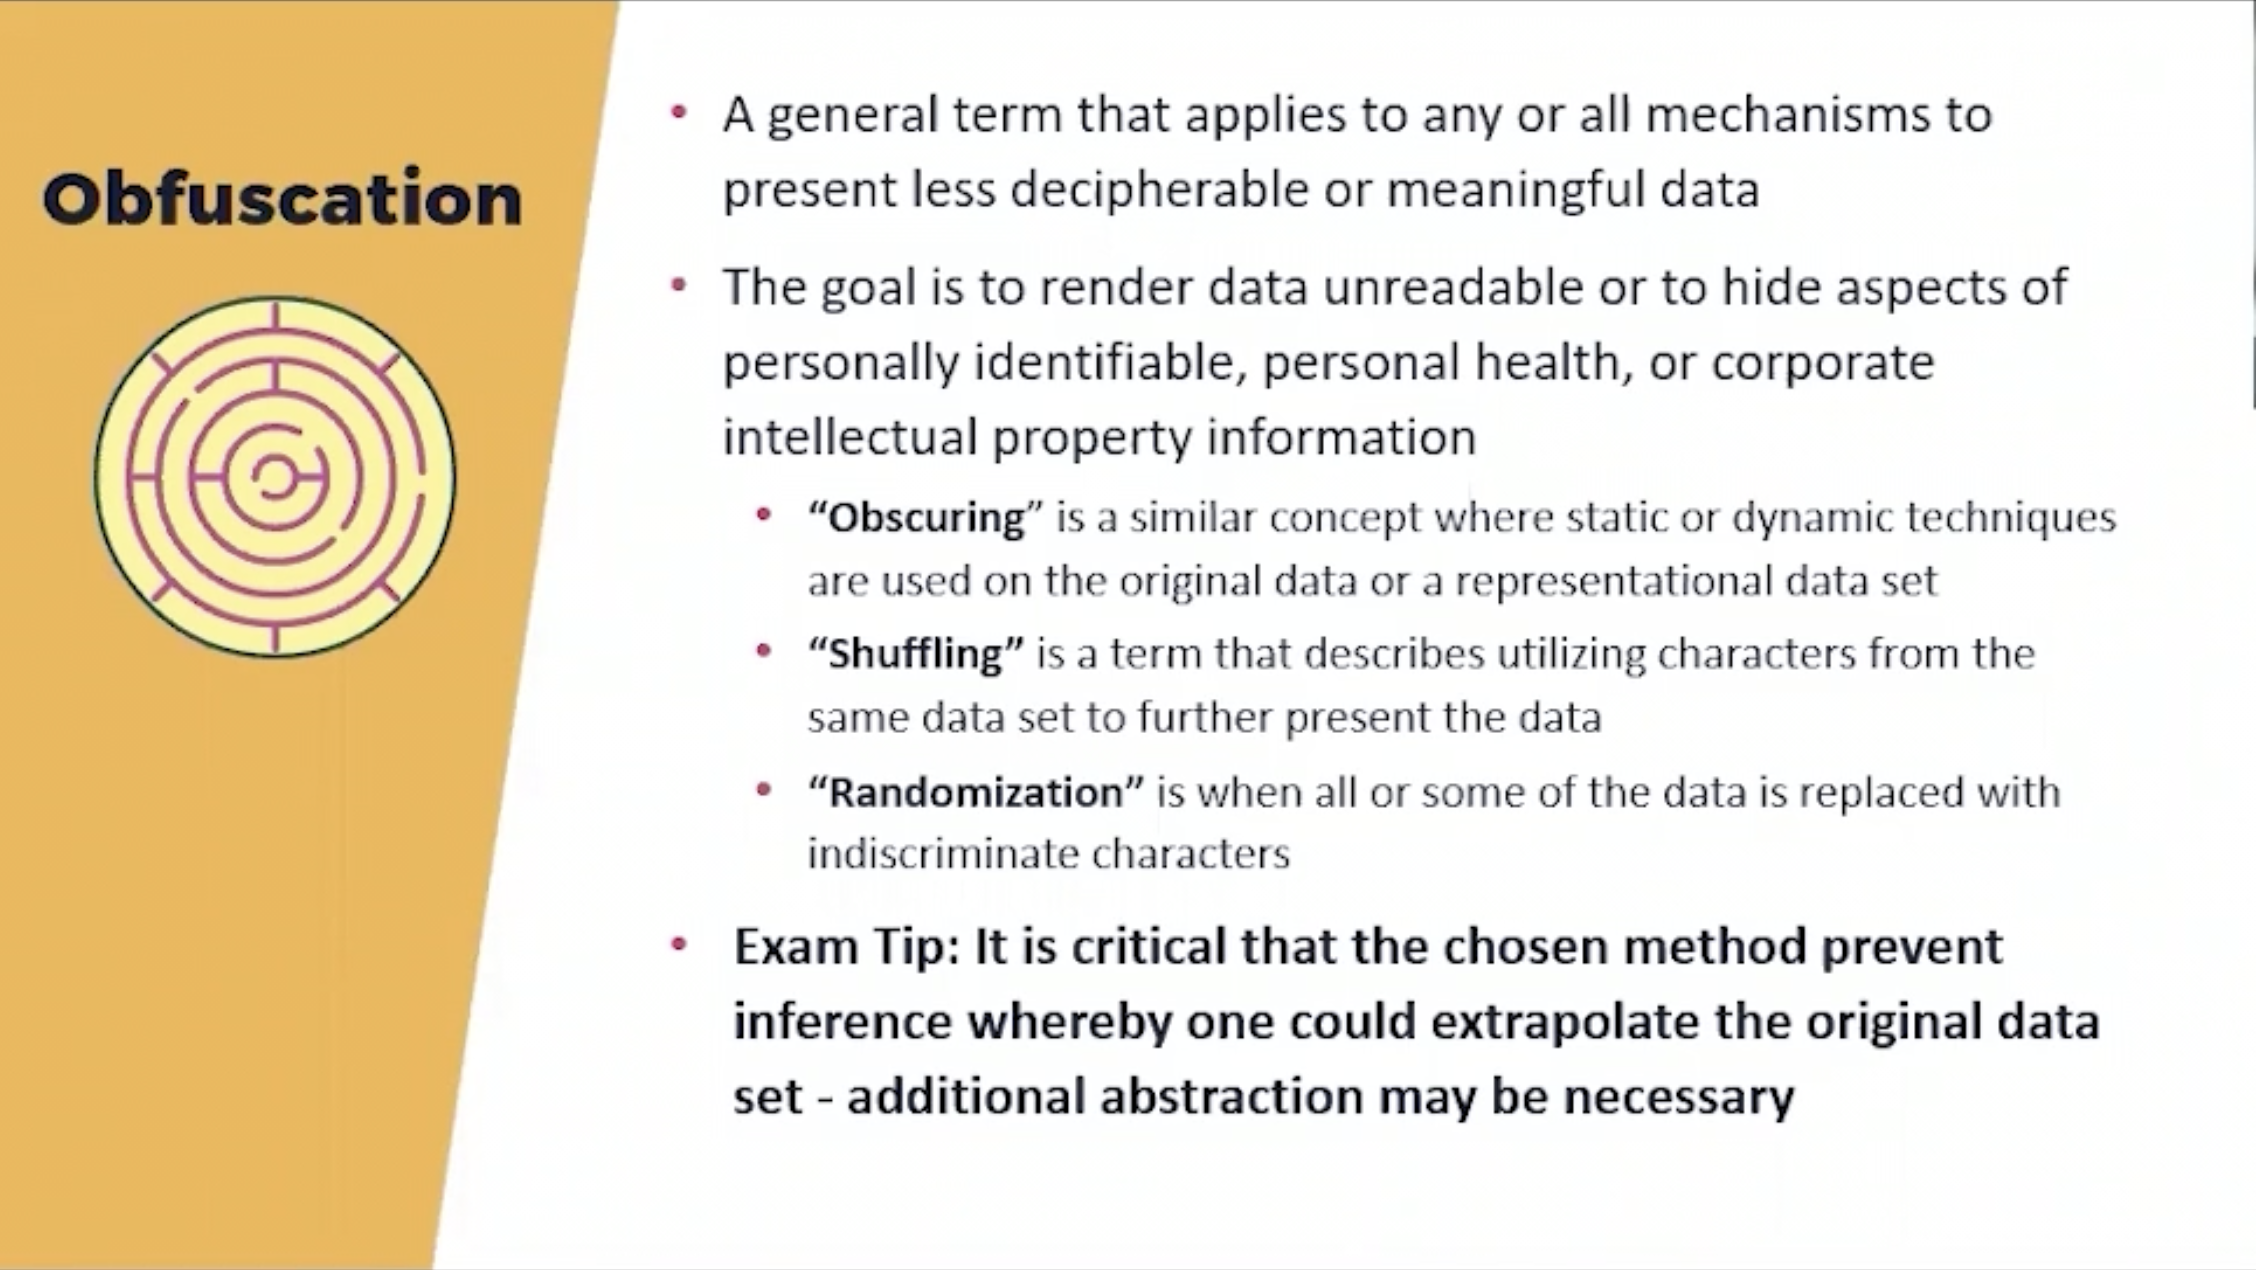 Obfuscation
• A general term that applies to any or all mechanisms to
present less decipherable or meaningful data
• The goal is to render data unreadable or to hide aspects of
personally identifiable, personal health, or corporate
intellectual property information
• “Obscuring” is a similar concept where static or dynamic techniques
are used on the original data or a representational data set
• “Shuffling” is a term that describes utilizing characters from the
same data set to further present the data
• “Randomization” is when all or some of the data is replaced with
indiscriminate characters
• Exam Tip: It is critical that the chosen method prevent
inference whereby one could extrapolate the original data
set - additional abstraction may be necessary